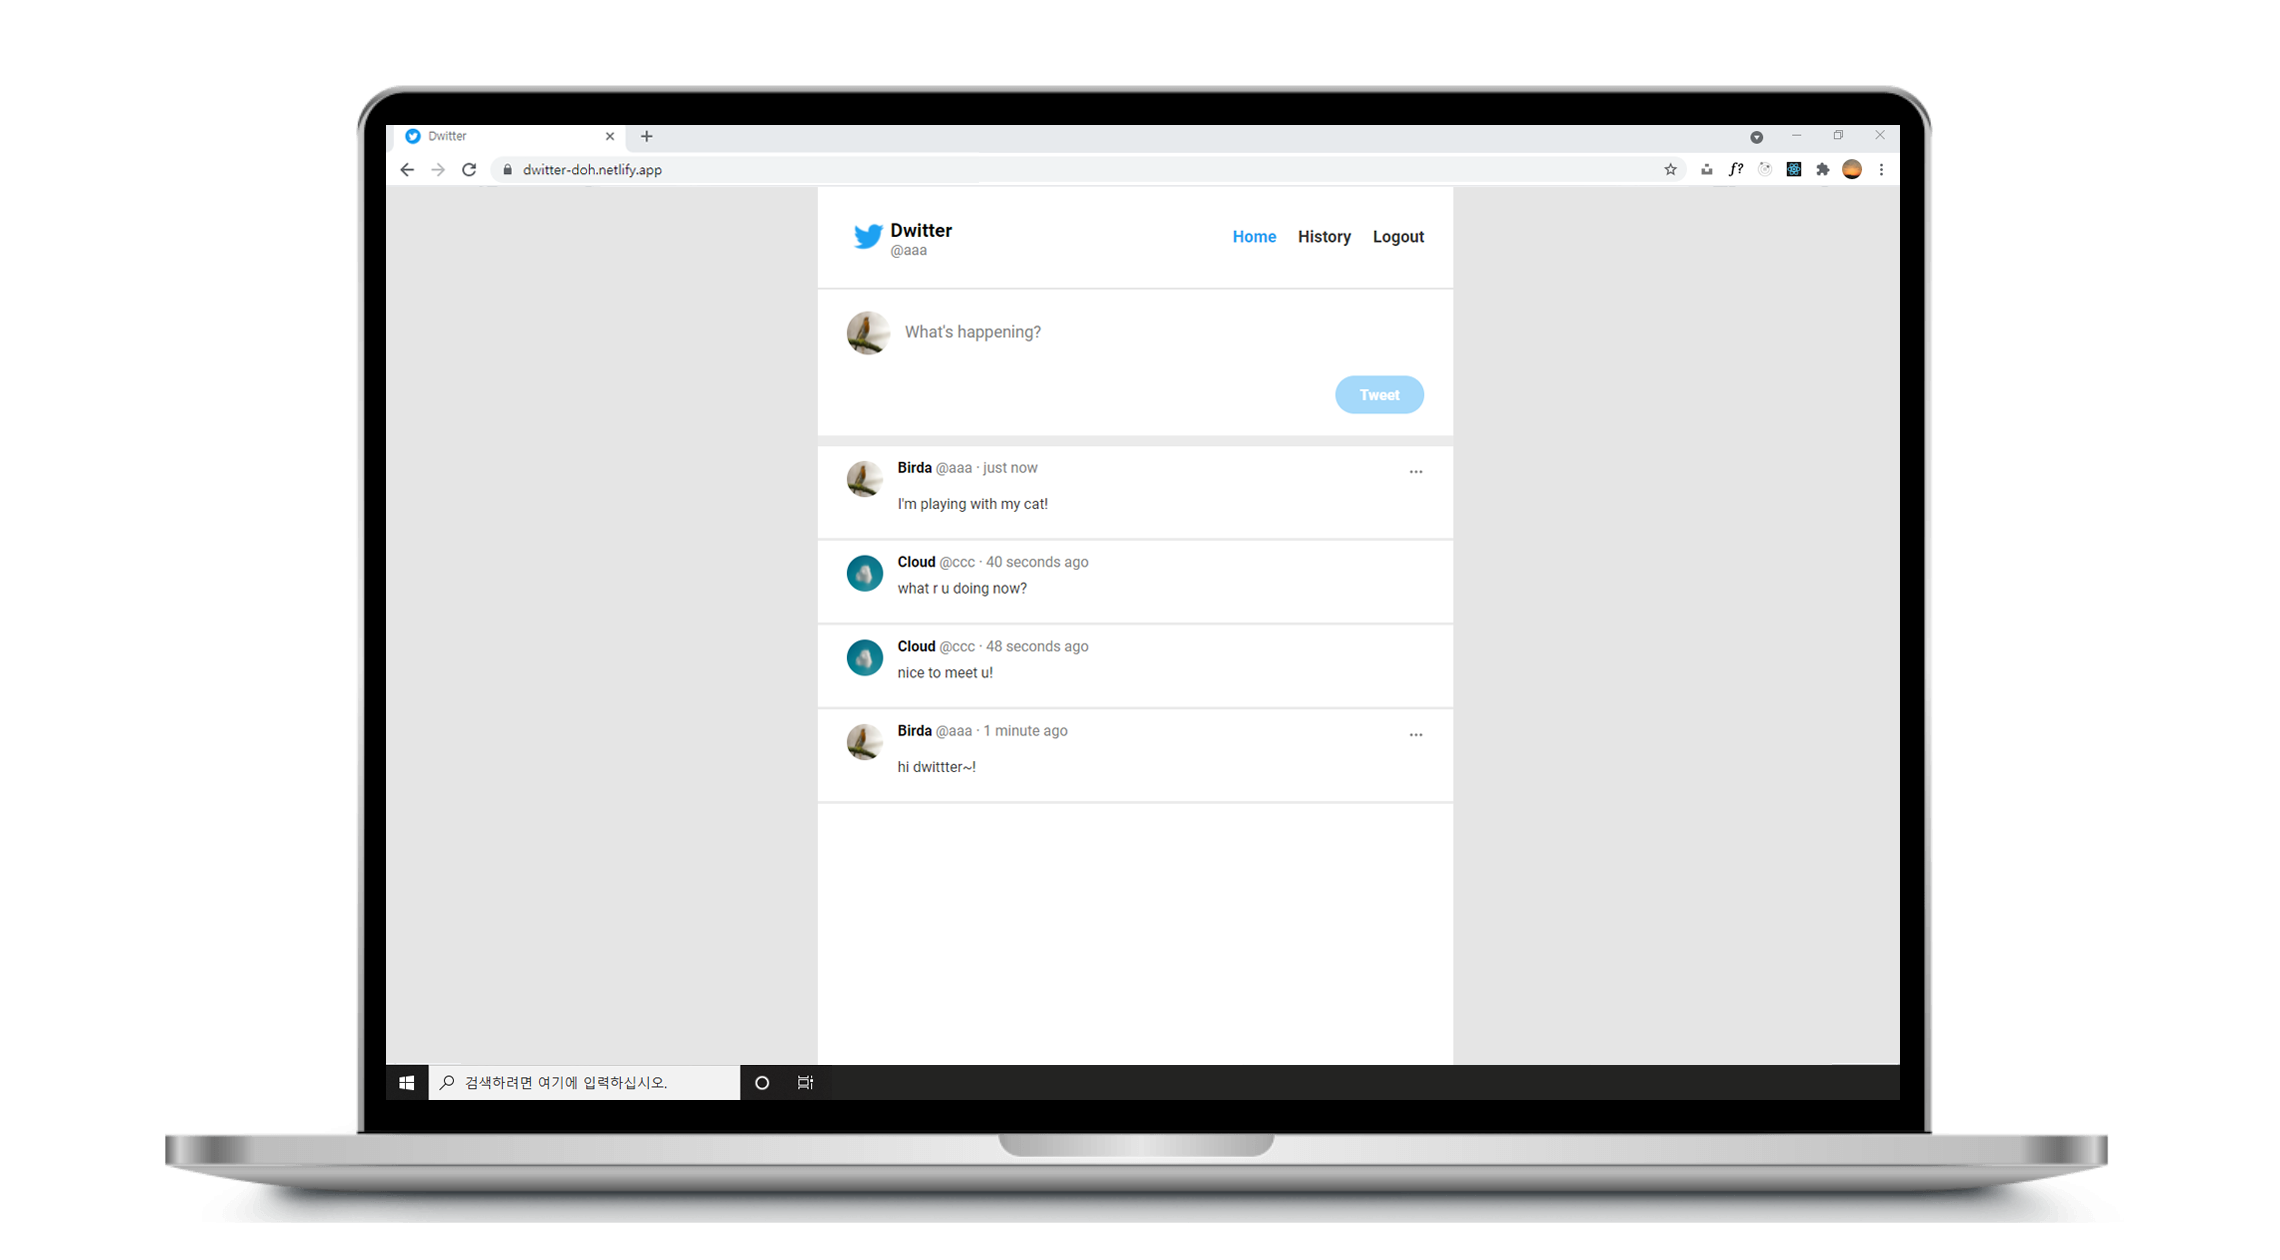 Dwitter
dwitter-doh.netlify.app
f?
Dwitter
@aaa
Home History Logout
What's happening?
Tweet
Birda @aaa · just now
I'm playing with my cat!
Cloud @ccc · 40 seconds ago
what r u doing now?
Cloud @ccc · 48 seconds ago
nice to meet u!
Birda @aaa · 1 minute ago
hi dwittter~!
검색하려면 여기에 입력하십시오.